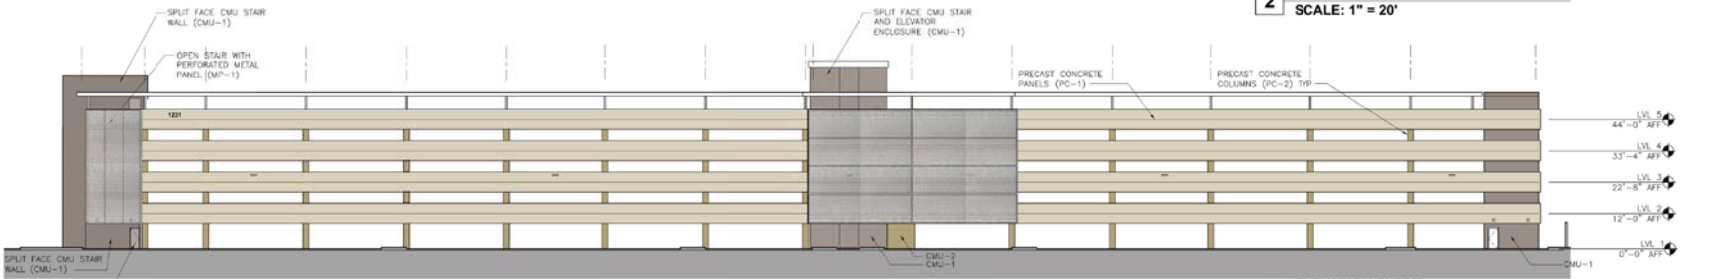 2
SCALE: 1" = 20'
SPLIT FACE CMU STAIR
WALL (CMU-1)
SPLIT FACE CMU STAIR
AND ELEVATOR
ENCLOSURE (CMU-1)
OPEN STAIR WITH
PERFORATED METAL
PANEL (MP-1)
PRECAST CONCRETE
PANELS (PC-1)
PRECAST CONCRETE
COLUMNS (PC-2) TYP
1231
LVL 5
44'-0" AFF
LVL 4
33'-4" AFF
LVL 3
22'-8" AFF
LVL 2
12'-0" AFF
LVL 1
0'-0" AFF
SPLIT FACE CMU STAIR
WALL (CMU-1)
CMU-2
CMU-1
CMU-1